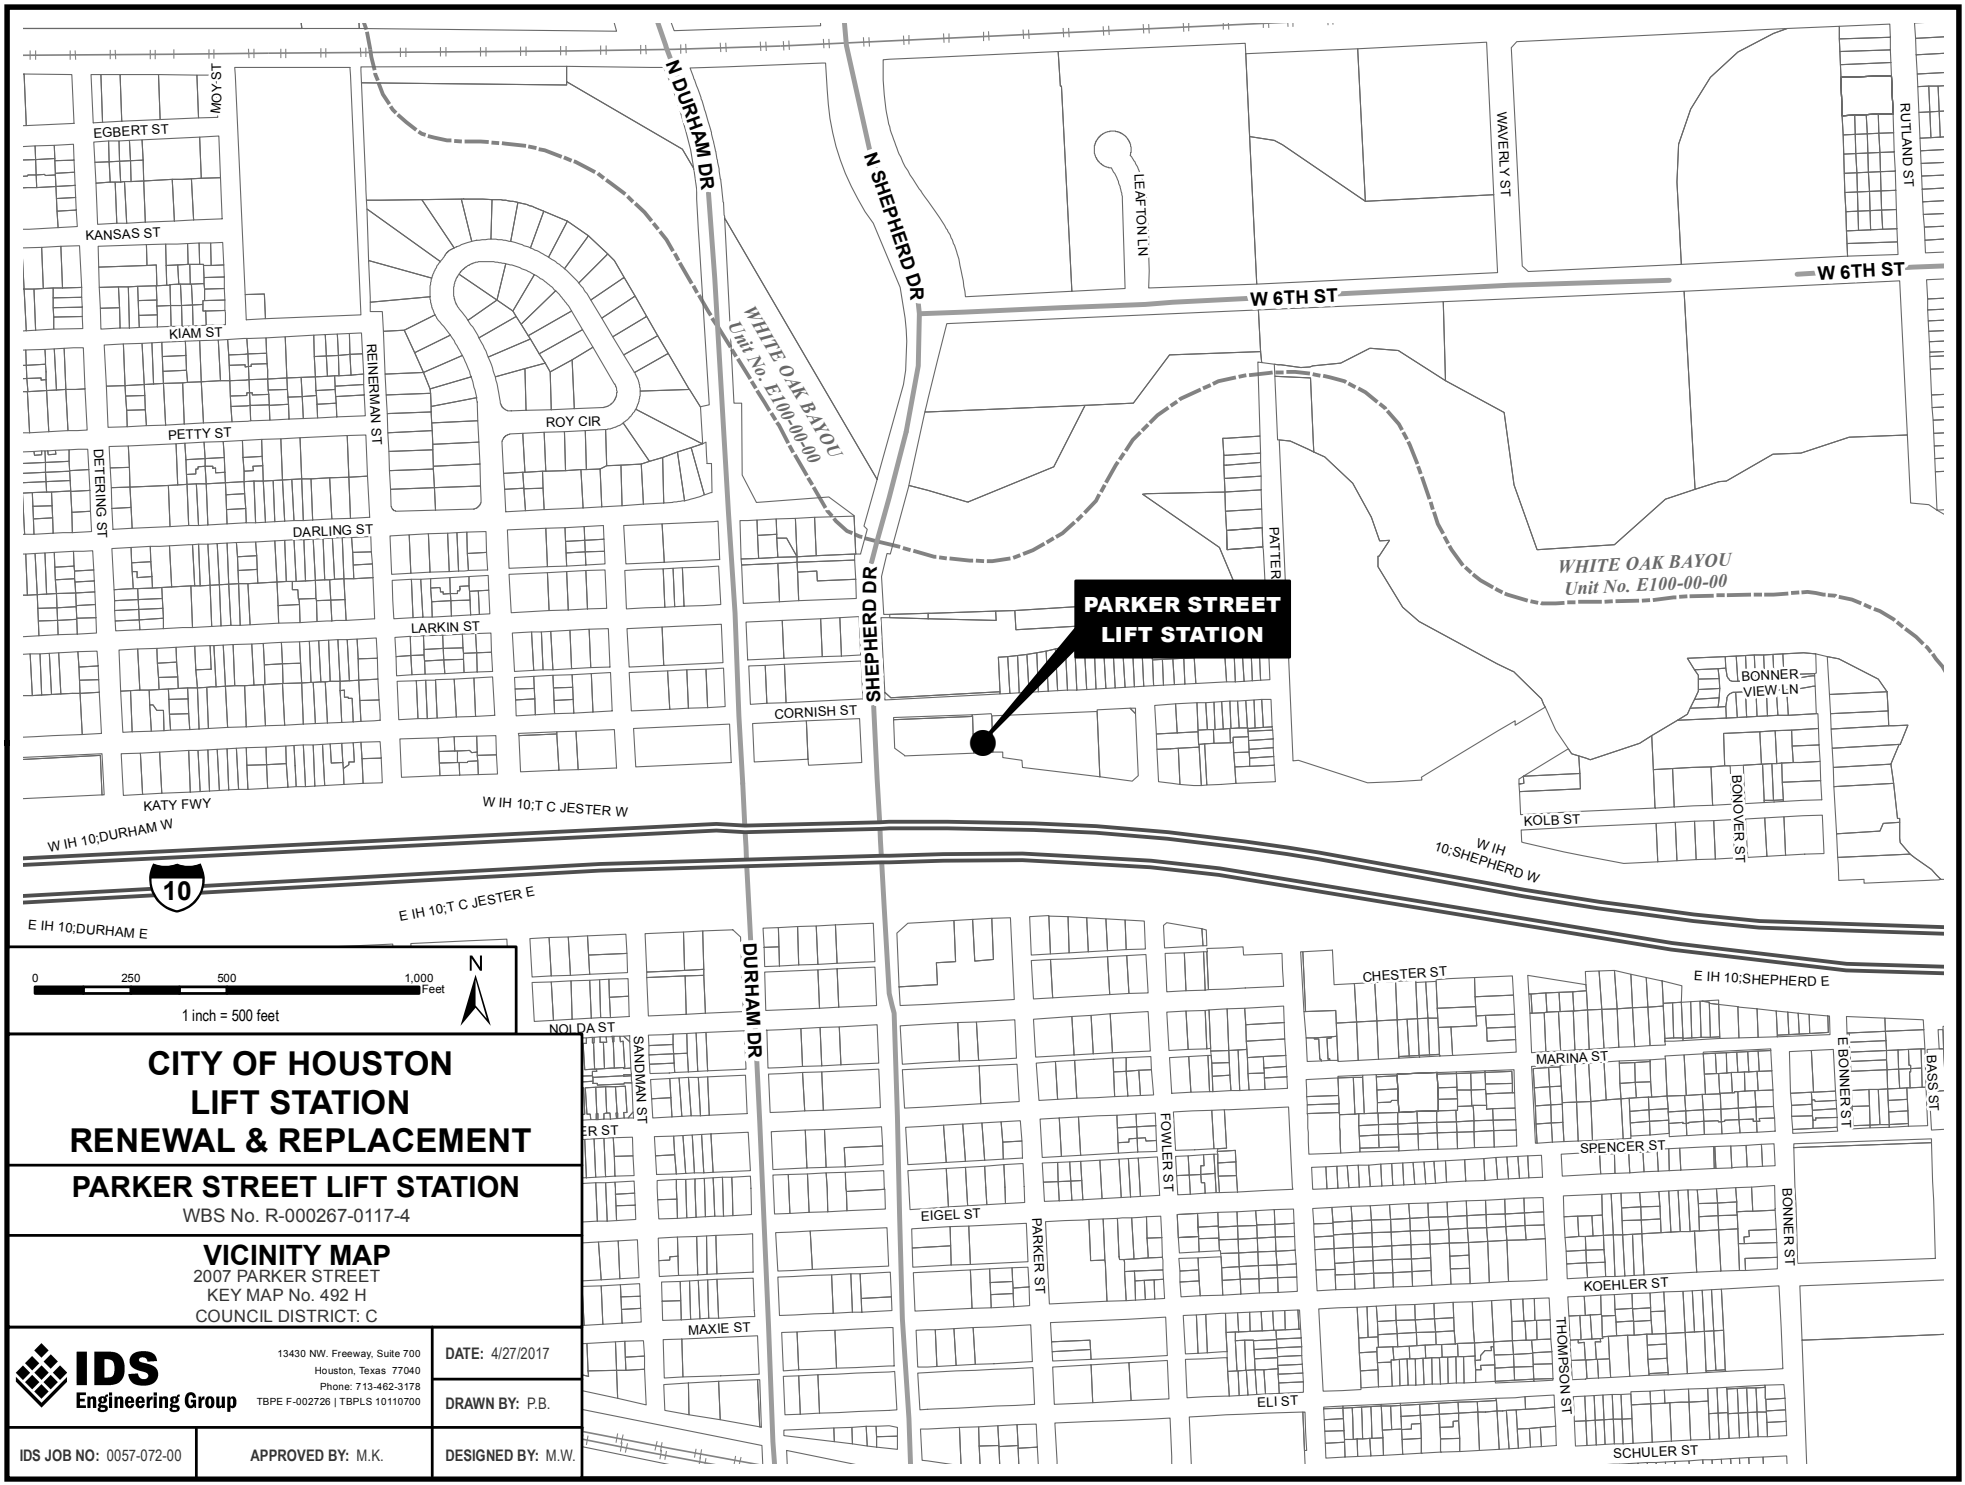 MOY ST
EGBERT ST
KANSAS ST
KIAM ST
REINERMAN ST
PETTY ST
DETERING ST
DARLING ST
ROY CIR
LARKIN ST
CORNISH ST
KATY FWY
N DURHAM DR
N SHEPHERD DR
LEAFTON LN
WAVERLY ST
RUTLAND ST
W 6TH ST
W 6TH ST
WHITE OAK BAYOU
Unit No. E100-00-00
SHEPHERD DR
PATTER
PARKER STREET
LIFT STATION
WHITE OAK BAYOU
Unit No. E100-00-00
BONNER
VIEW LN
BONOVER ST
KOLB ST
W IH 10;DURHAM W
W IH 10;T C JESTER W
W IH
10;SHEPHERD W
10
E IH 10;DURHAM E
E IH 10;T C JESTER E
E IH 10;SHEPHERD E
DURHAM DR
CHESTER ST
NOLDA ST
SANDMAN ST
ER ST
MARINA ST
E BONNER ST
BASS ST
SPENCER ST
FOWLER ST
EIGEL ST
PARKER ST
BONNER ST
KOEHLER ST
MAXIE ST
THOMPSON ST
ELI ST
SCHULER ST
0 250 500 1,000
Feet
1 inch = 500 feet
N
CITY OF HOUSTON
LIFT STATION
RENEWAL & REPLACEMENT
PARKER STREET LIFT STATION
WBS No. R-000267-0117-4
VICINITY MAP
2007 PARKER STREET
KEY MAP No. 492 H
COUNCIL DISTRICT: C
IDS
Engineering Group
13430 NW. Freeway, Suite 700
Houston, Texas 77040
Phone: 713-462-3178
TBPE F-002726 | TBPLS 10110700
DATE: 4/27/2017
DRAWN BY: P.B.
IDS JOB NO: 0057-072-00
APPROVED BY: M.K.
DESIGNED BY: M.W.